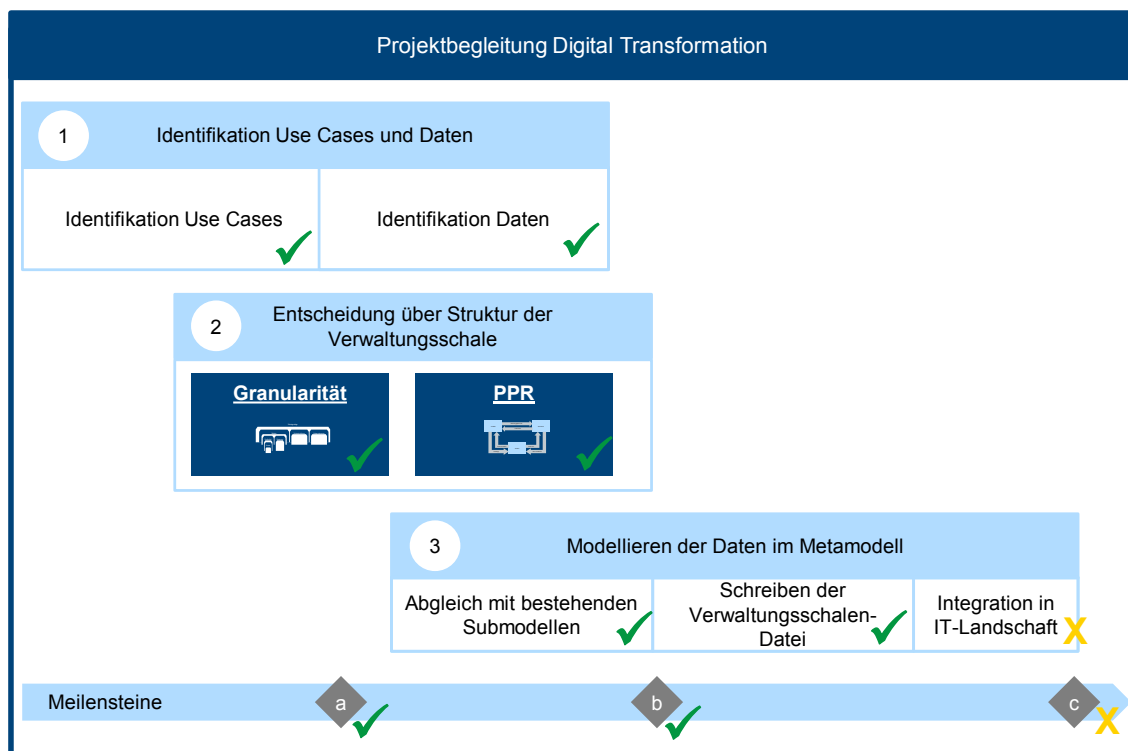 Projektbegleitung Digital Transformation
1
Identifikation Use Cases und Daten
Identifikation Use Cases
Identifikation Daten
2
Entscheidung über Struktur der
Verwaltungsschale
Granularität
PPR
3
Modellieren der Daten im Metamodell
Abgleich mit bestehenden
Submodellen
Schreiben der
Verwaltungsschalen-
Datei
Integration in
IT-Landschaft
X
Meilensteine
a
b
c
X